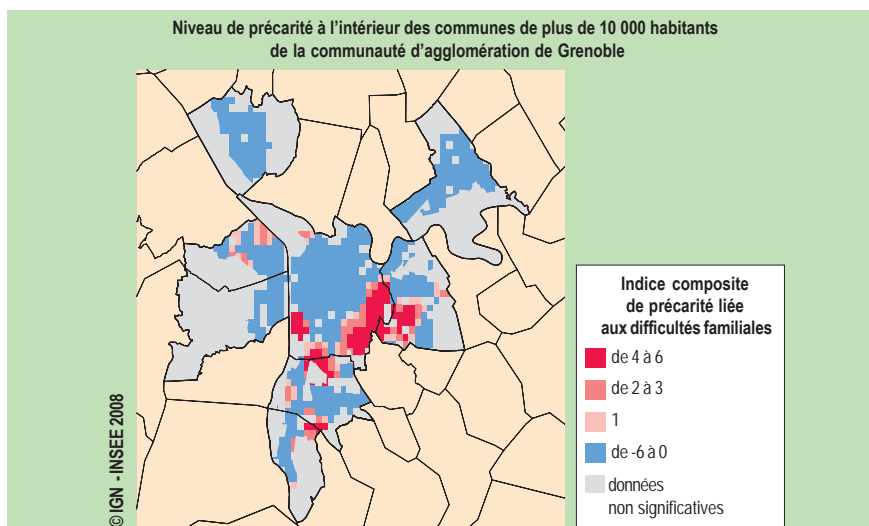 Niveau de précarité à l'intérieur des communes de plus de 10 000 habitants
de la communauté d'agglomération de Grenoble
Indice composite
de précarité liée
aux difficultés familiales
de 4 à 6
de 2 à 3
1
de -6 à 0
données
non significatives
© IGN - INSEE 2008